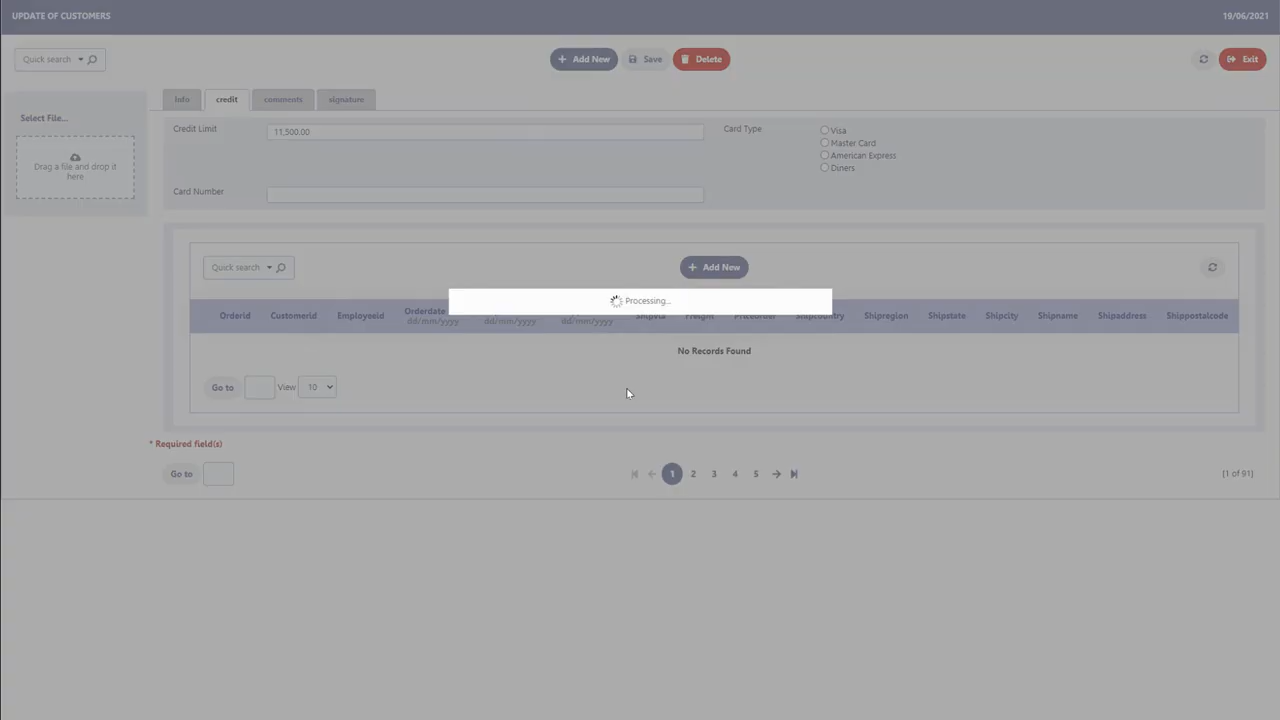 UPDATE OF CUSTOMERS 19/06/2021
Quick search Add New Save Delete Exit
Info credit comments signature
Select File...
Drag a file and drop it
here
Credit Limit 11,500.00 Card Type Visa
Master Card
American Express
Diners
Card Number
Quick search Add New
Processing...
OrderId CustomerId EmployeeId Orderdate Shipvia Freight Priceorder Shipcountry Shipregion Shipstate Shipcity Shipname Shipaddress Shippostalcode
dd/mm/yyyy dd/mm/yyyy dd/mm/yyyy
No Records Found
Go to View 10
* Required field(s)
Go to 1 2 3 4 5 [1 of 91]